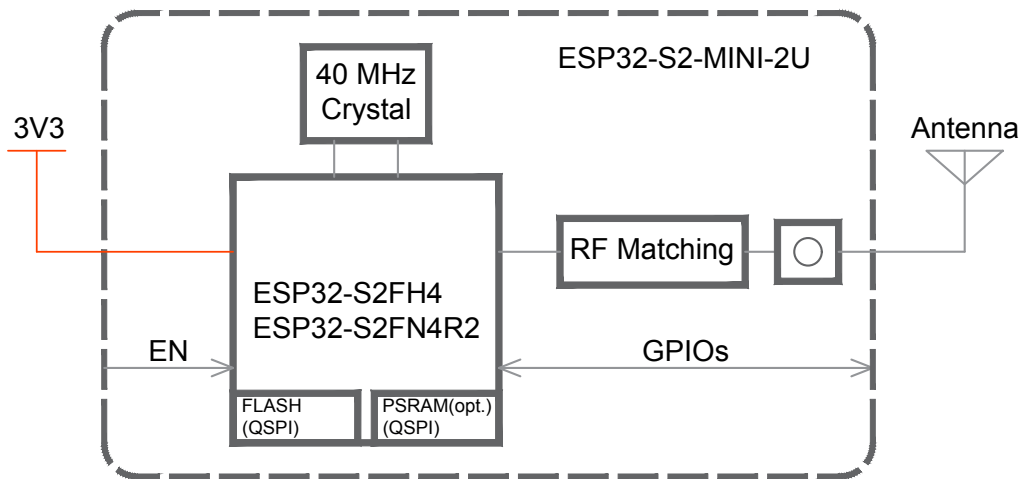 ESP32-S2-MINI-2U
40 MHz
Crystal
3V3
Antenna
RF Matching
ESP32-S2FH4
ESP32-S2FN4R2
EN
GPIOs
FLASH
(QSPI)
PSRAM(opt.)
(QSPI)